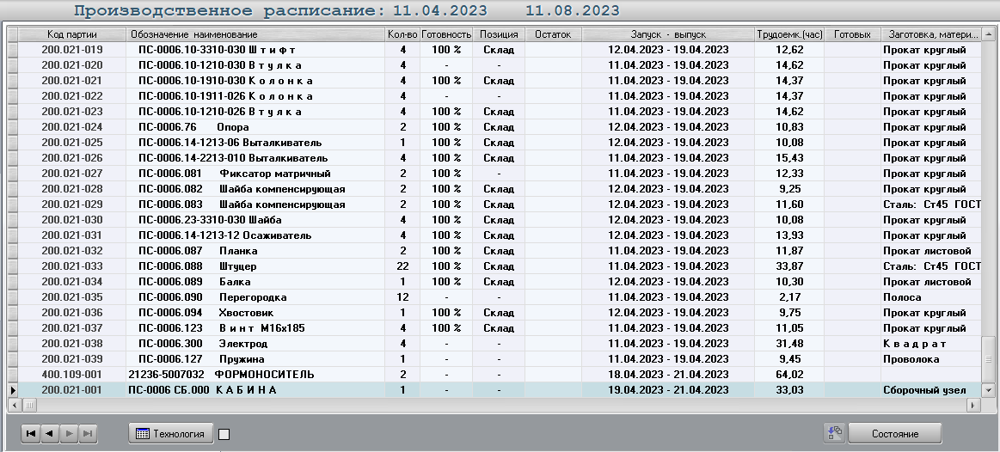 Производственное расписание: 11.04.2023 11.08.2023
Код партии Обозначение наименование Кол-во Готовность Позиция Остаток Запуск - выпуск Трудоемк.(час) Готовых Заготовка, матери...
200.021-019 ПС-0006.10-3310-030 Ш т и ф т 4 100 % Склад 12.04.2023 - 19.04.2023 12,62 Прокат круглый
200.021-020 ПС-0006.10-1210-030 В т у л к а 4 - - 11.04.2023 - 19.04.2023 14,62 Прокат круглый
200.021-021 ПС-0006.10-1910-030 К о л о н к а 4 100 % Склад 11.04.2023 - 19.04.2023 14,37 Прокат круглый
200.021-022 ПС-0006.10-1911-026 К о л о н к а 4 - - 11.04.2023 - 19.04.2023 14,37 Прокат круглый
200.021-023 ПС-0006.10-1210-026 В т у л к а 4 100 % Склад 11.04.2023 - 19.04.2023 14,62 Прокат круглый
200.021-024 ПС-0006.76 Опора 2 100 % Склад 12.04.2023 - 19.04.2023 10,83 Прокат круглый
200.021-025 ПС-0006.14-1213-06 Выталкиватель 1 100 % Склад 12.04.2023 - 19.04.2023 10,08 Прокат круглый
200.021-026 ПС-0006.14-2213-010 Выталкиватель 4 100 % Склад 11.04.2023 - 19.04.2023 15,43 Прокат круглый
200.021-027 ПС-0006.081 Фиксатор матричный 2 100 % - 11.04.2023 - 19.04.2023 12,33 Прокат круглый
200.021-028 ПС-0006.082 Шайба компенсирующая 2 100 % Склад 12.04.2023 - 19.04.2023 9,25 Прокат круглый
200.021-029 ПС-0006.083 Шайба компенсирующая 2 100 % Склад 12.04.2023 - 19.04.2023 11,60 Сталь: Ст45 ГОСТ
200.021-030 ПС-0006.23-3310-030 Шайба 4 100 % Склад 12.04.2023 - 19.04.2023 10,08 Прокат круглый
200.021-031 ПС-0006.14-1213-12 Осаживатель 4 100 % Склад 12.04.2023 - 19.04.2023 13,93 Прокат круглый
200.021-032 ПС-0006.087 Планка 2 100 % Склад 12.04.2023 - 19.04.2023 11,87 Прокат листовой
200.021-033 ПС-0006.088 Штуцер 22 100 % Склад 11.04.2023 - 19.04.2023 33,87 Сталь: Ст45 ГОСТ
200.021-034 ПС-0006.089 Балка 1 100 % Склад 12.04.2023 - 19.04.2023 10,30 Прокат листовой
200.021-035 ПС-0006.090 Перегородка 12 - - 11.04.2023 - 19.04.2023 2,17 Полоса
200.021-036 ПС-0006.094 Хвостовик 1 100 % Склад 12.04.2023 - 19.04.2023 9,75 Прокат круглый
200.021-037 ПС-0006.123 В и н т М16х185 4 100 % Склад 11.04.2023 - 19.04.2023 11,05 Прокат круглый
200.021-038 ПС-0006.300 Электрод 4 - - 11.04.2023 - 19.04.2023 31,48 К в а д р а т
200.021-039 ПС-0006.127 Пружина 1 - - 11.04.2023 - 19.04.2023 9,45 Проволока
400.109-001 21236-5007032 ФОРМОНОСИТЕЛЬ 2 - - 18.04.2023 - 21.04.2023 64,02
200.021-001 ПС-0006 СБ.000 К А Б И Н А 1 - - 19.04.2023 - 21.04.2023 33,03 Сборочный узел
Технология Состояние